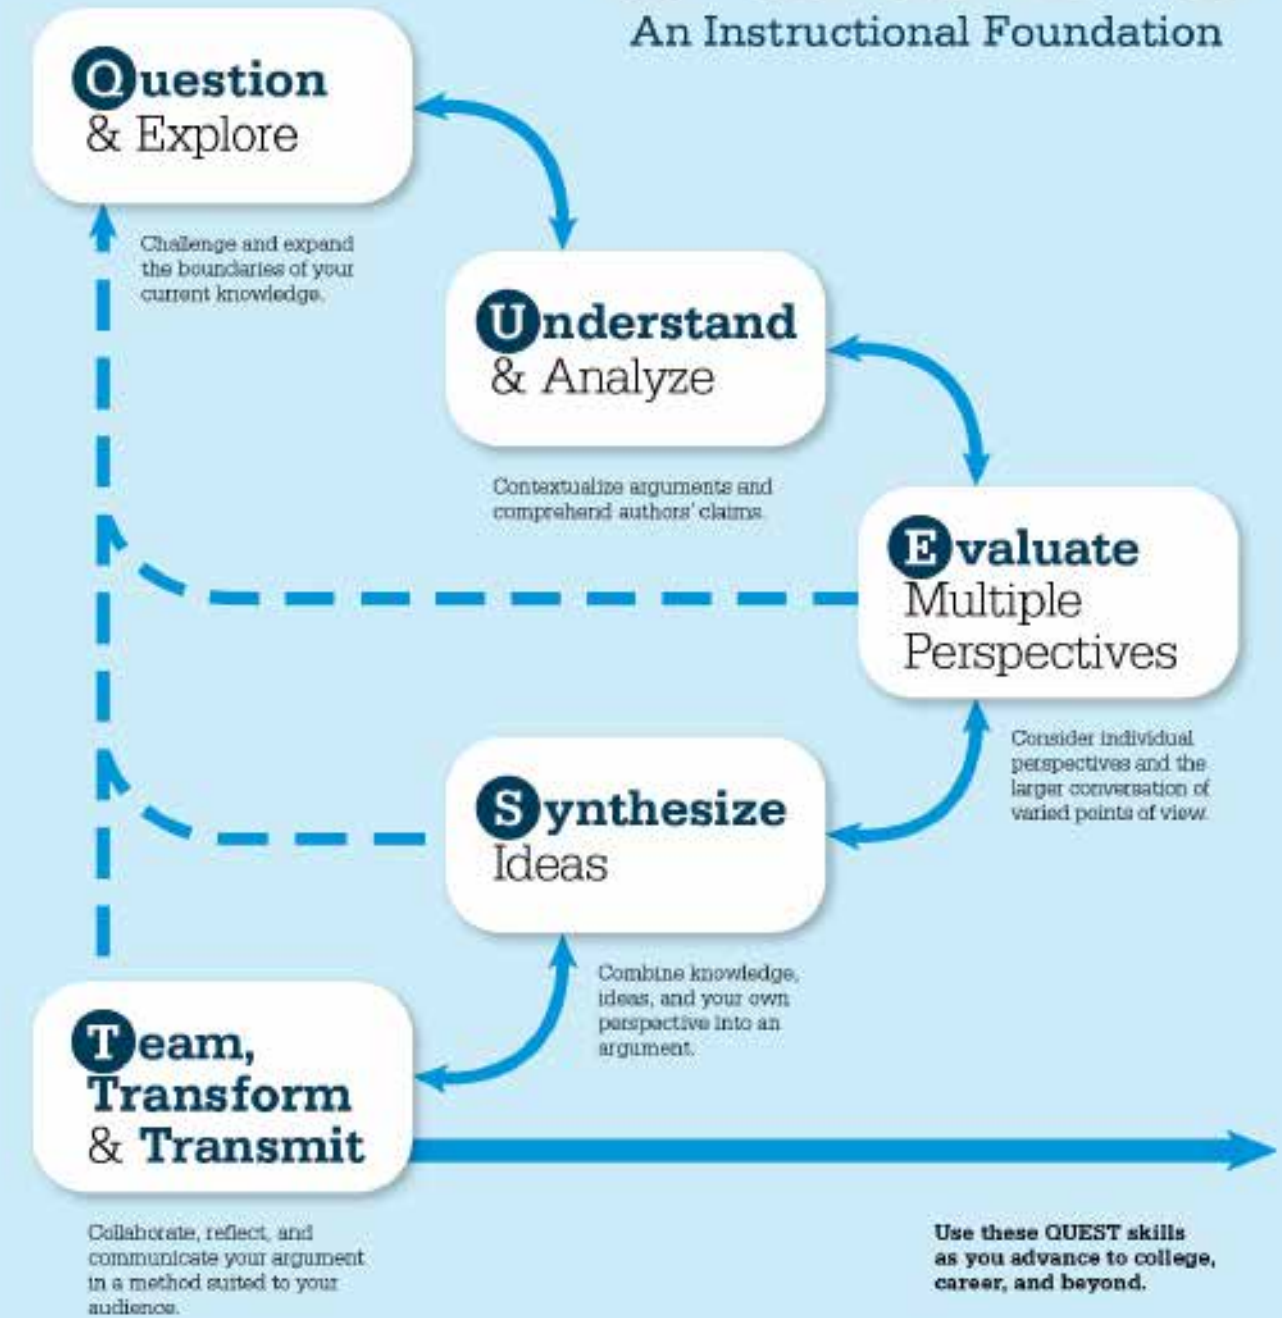 An Instructional Foundation
Question
& Explore
Challenge and expand
the boundaries of your
current knowledge.
Understand
& Analyze
Contextualize arguments and
comprehend authors' claims.
Evaluate
Multiple
Perspectives
Consider individual
perspectives and the
larger conversation of
varied points of view.
Synthesize
Ideas
Combine knowledge,
ideas, and your own
perspective into an
argument.
Team,
Transform
& Transmit
Collaborate, reflect, and
communicate your argument
in a method suited to your
audience.
Use these QUEST skills
as you advance to college,
career, and beyond.